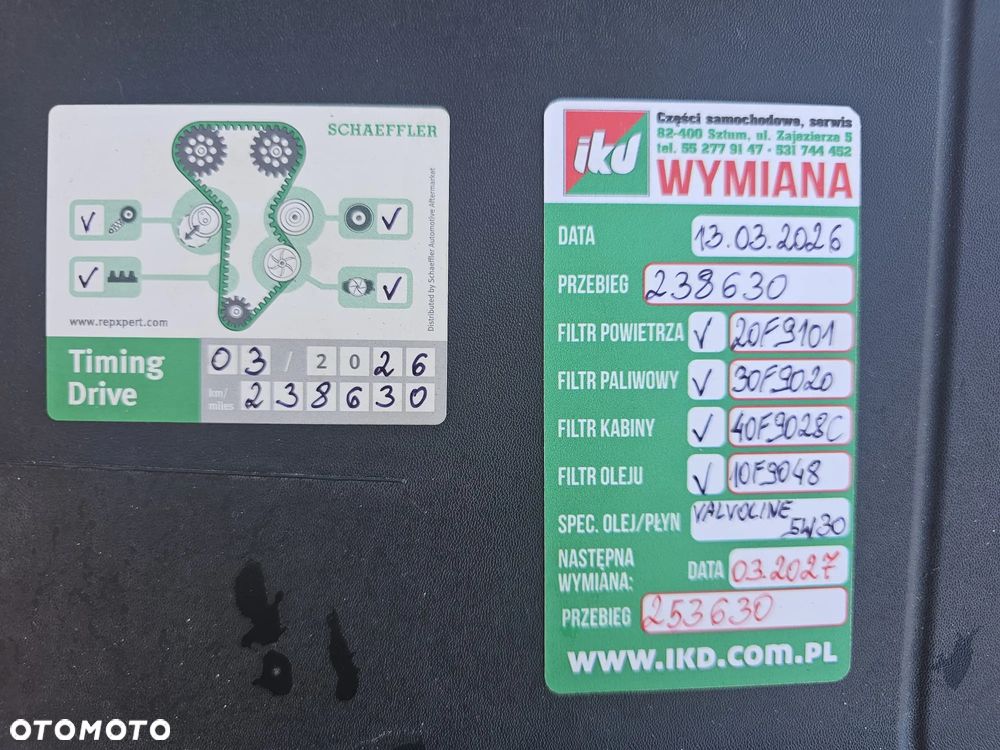 SCHAEFFLER
Distributed by Schaeffler Automotive Aftermarket
www.repxpert.com
Timing
Drive
03 / 2026
km/
miles
238630
ikd
Części samochodowe, serwis
82-400 Sztum, ul. Zajezierze 5
tel. 55 277 91 47 · 531 744 452
WYMIANA
DATA 13.03.2026
PRZEBIEG 238630
FILTR POWIETRZA ✓ 20F9101
FILTR PALIWOWY ✓ 30F9020
FILTR KABINY ✓ 40F9028C
FILTR OLEJU ✓ 10F9048
SPEC. OLEJ/PŁYN VALVOLINE
5W30
NASTĘPNA
WYMIANA: DATA 03.2027
PRZEBIEG 253630
WWW.IKD.COM.PL
OTOMOTO